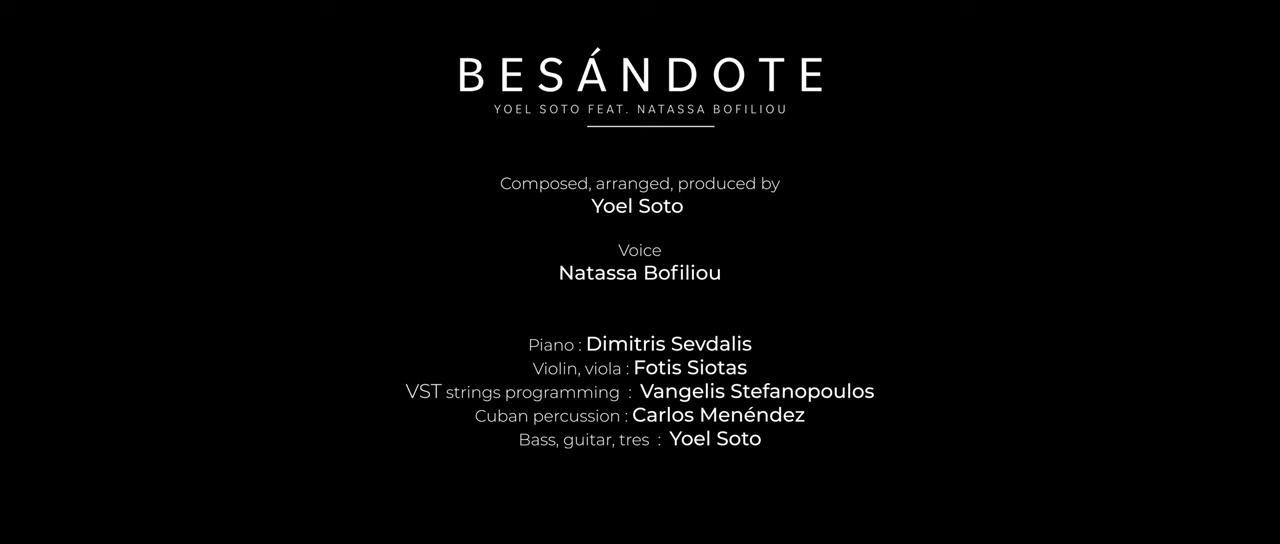 BESÁNDOTE
YOEL SOTO FEAT. NATASSA BOFILIOU
Composed, arranged, produced by
Yoel Soto
Voice
Natassa Bofiliou
Piano : Dimitris Sevdalis
Violin, viola : Fotis Siotas
VST strings programming : Vangelis Stefanopoulos
Cuban percussion : Carlos Menéndez
Bass, guitar, tres : Yoel Soto